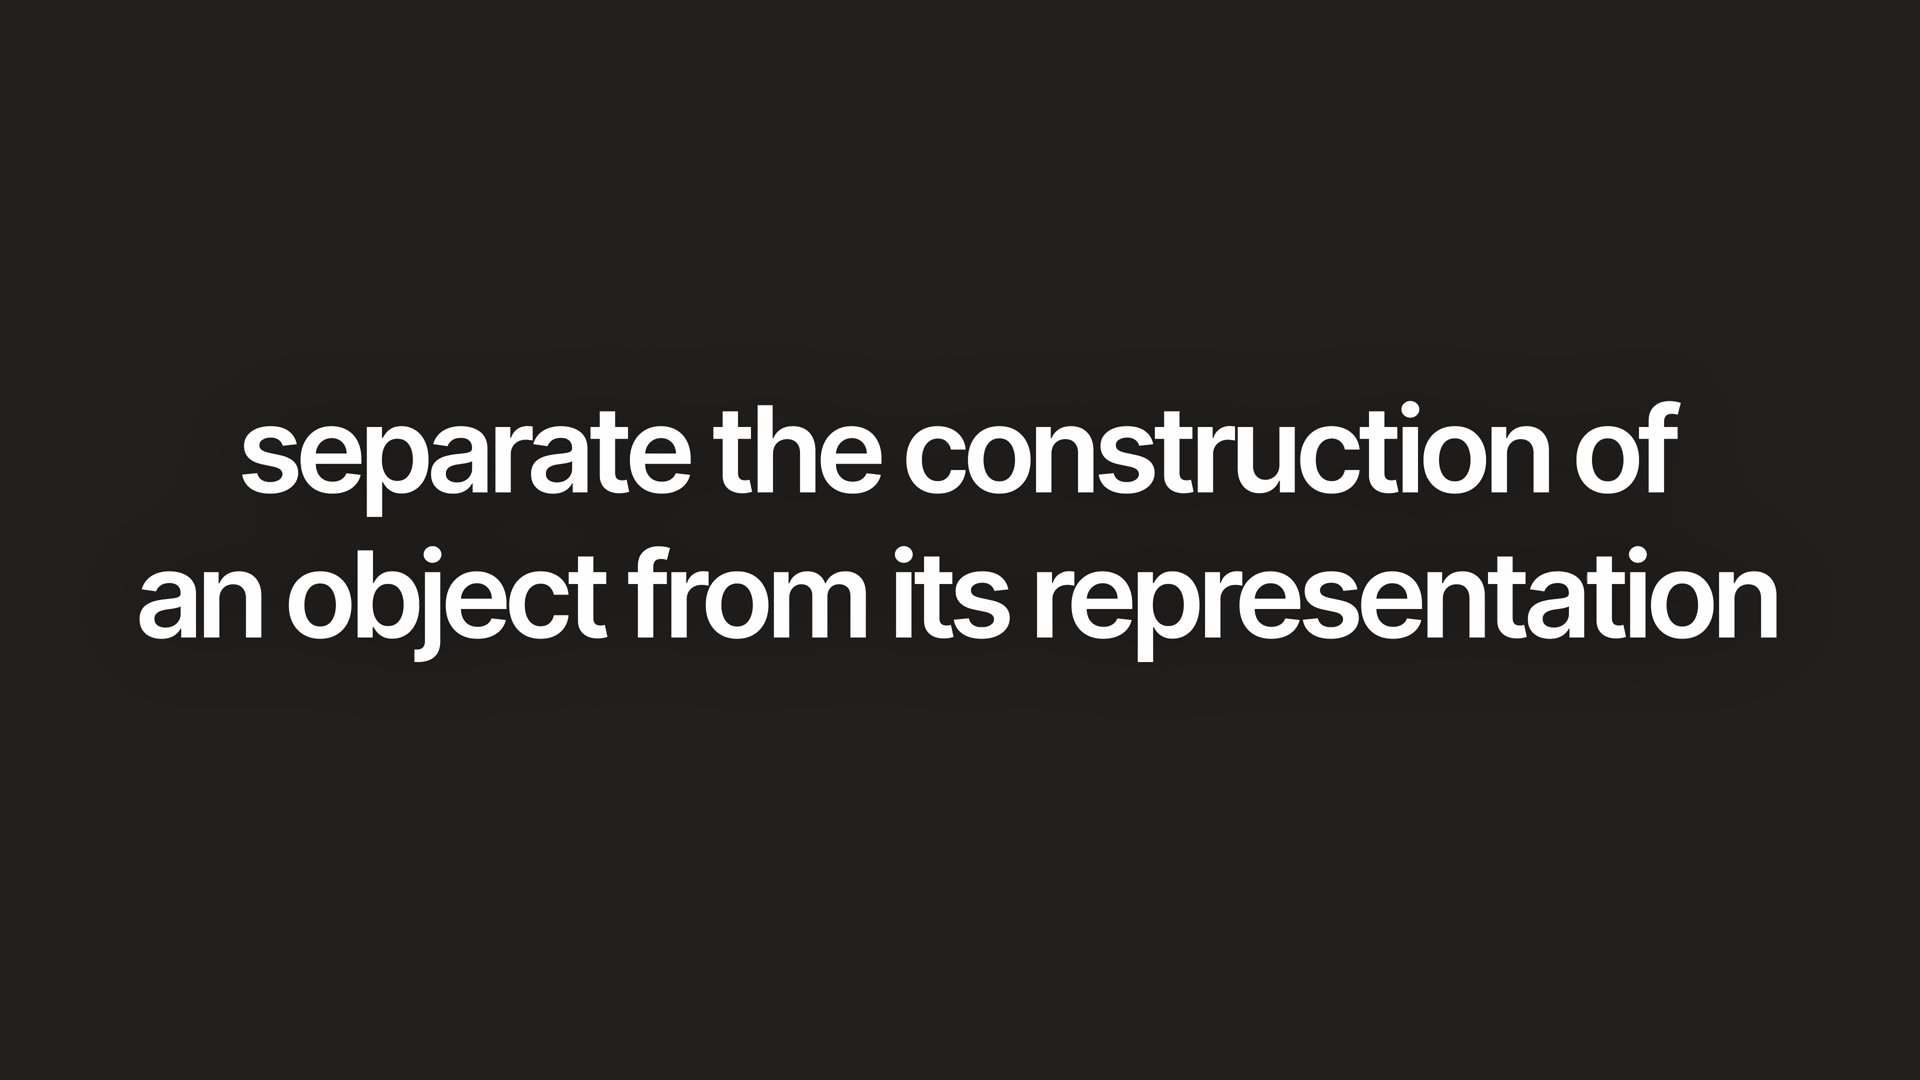 separate the construction of
an object from its representation